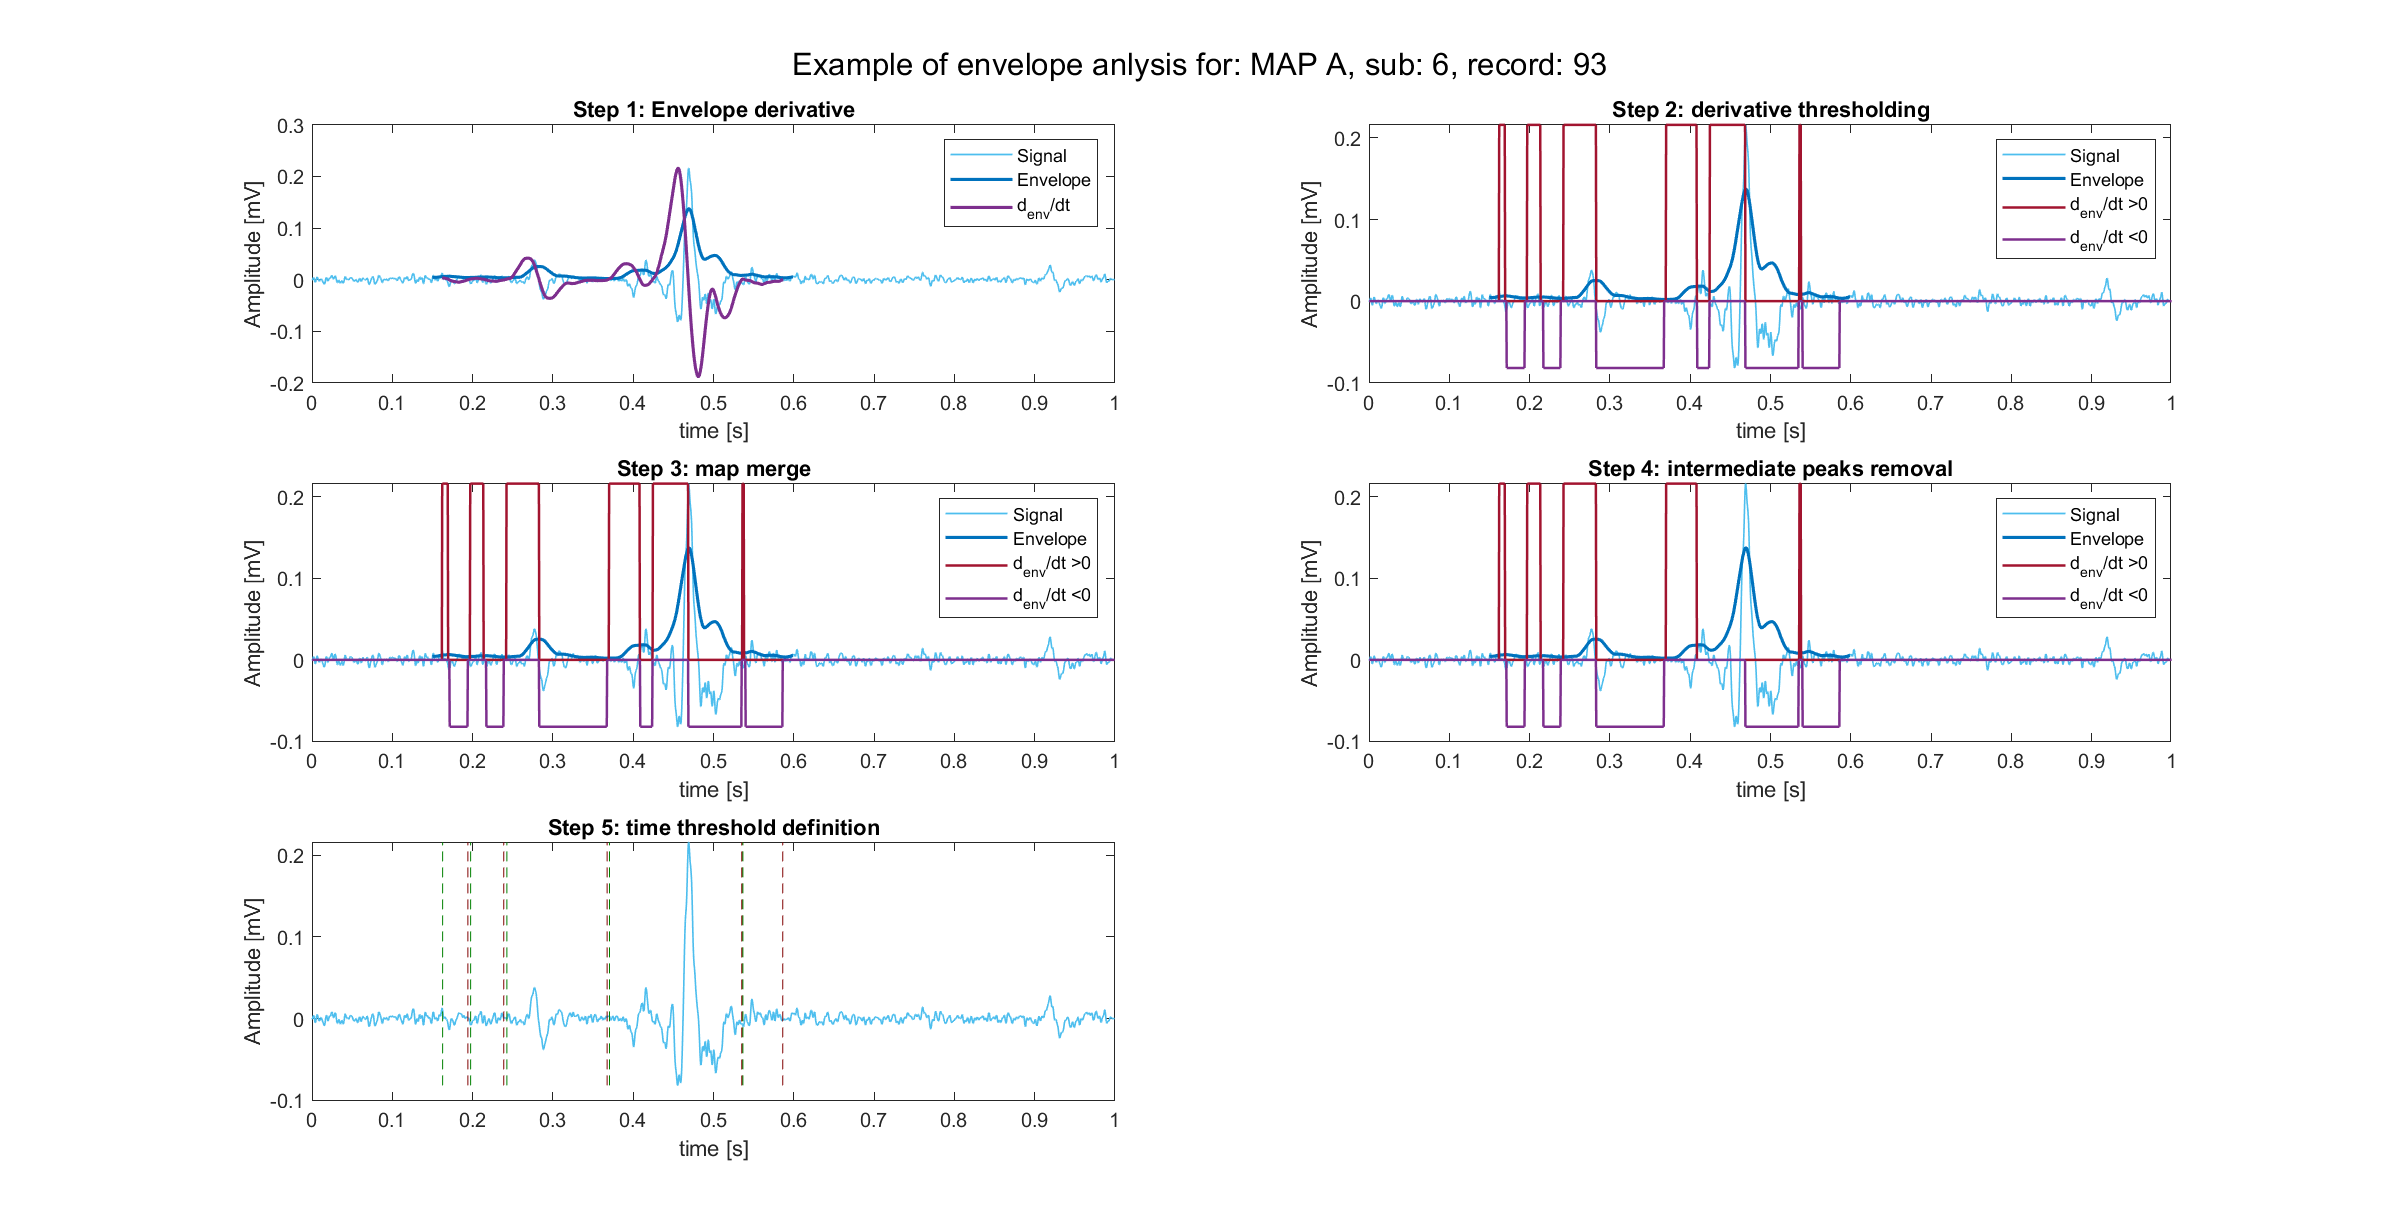 Example of envelope anlysis for: MAP A, sub: 6, record: 93
Step 1: Envelope derivative
0.3
0.2
0.1
0
-0.1
-0.2
Amplitude [mV]
0 0.1 0.2 0.3 0.4 0.5 0.6 0.7 0.8 0.9 1
time [s]
Signal
Envelope
d_env/dt
Step 2: derivative thresholding
0.2
0.1
0
-0.1
Amplitude [mV]
0 0.1 0.2 0.3 0.4 0.5 0.6 0.7 0.8 0.9 1
time [s]
Signal
Envelope
d_env/dt >0
d_env/dt <0
Step 3: map merge
0.2
0.1
0
-0.1
Amplitude [mV]
0 0.1 0.2 0.3 0.4 0.5 0.6 0.7 0.8 0.9 1
time [s]
Signal
Envelope
d_env/dt >0
d_env/dt <0
Step 4: intermediate peaks removal
0.2
0.1
0
-0.1
Amplitude [mV]
0 0.1 0.2 0.3 0.4 0.5 0.6 0.7 0.8 0.9 1
time [s]
Signal
Envelope
d_env/dt >0
d_env/dt <0
Step 5: time threshold definition
0.2
0.1
0
-0.1
Amplitude [mV]
0 0.1 0.2 0.3 0.4 0.5 0.6 0.7 0.8 0.9 1
time [s]